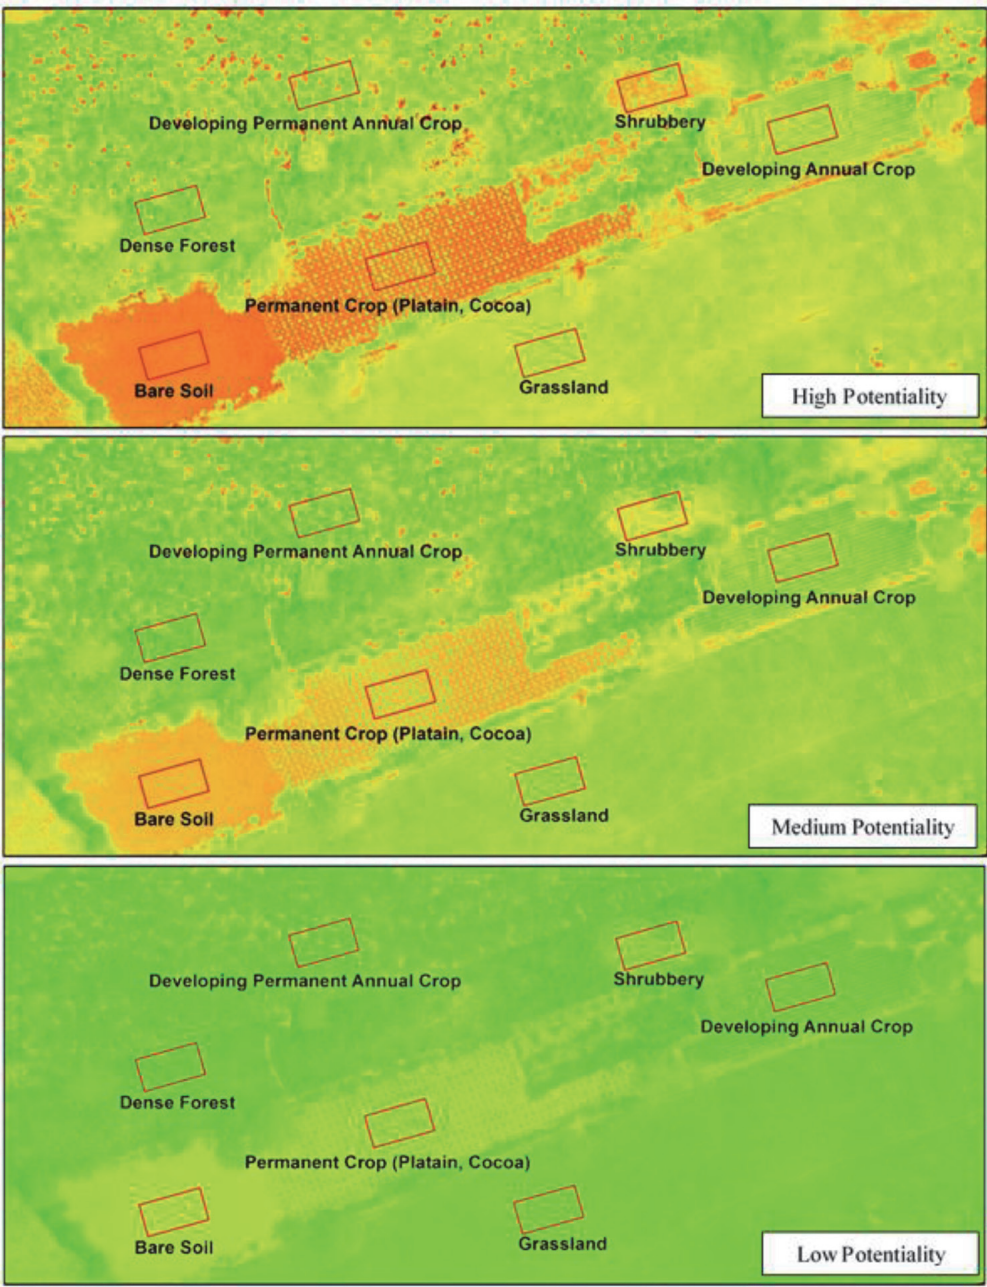 Developing Permanent Annual Crop
Shrubbery
Developing Annual Crop
Dense Forest
Permanent Crop (Platain, Cocoa)
Bare Soil
Grassland
High Potentiality
Developing Permanent Annual Crop
Shrubbery
Developing Annual Crop
Dense Forest
Permanent Crop (Platain, Cocoa)
Bare Soil
Grassland
Medium Potentiality
Developing Permanent Annual Crop
Shrubbery
Developing Annual Crop
Dense Forest
Permanent Crop (Platain, Cocoa)
Bare Soil
Grassland
Low Potentiality